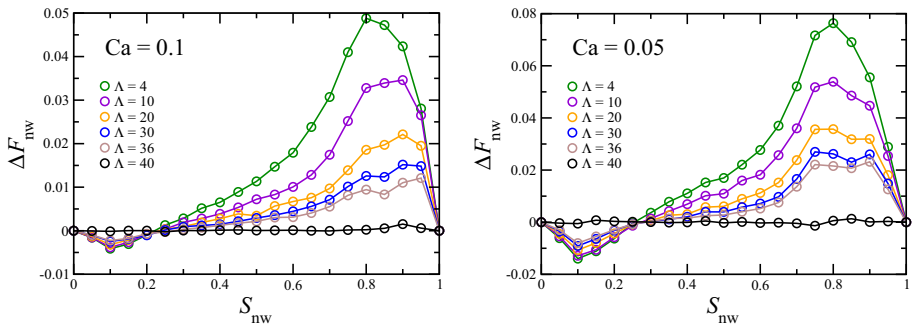 0.05
0.04
0.03
0.02
0.01
0
-0.01
ΔF_nw
Ca = 0.1
Λ = 4
Λ = 10
Λ = 20
Λ = 30
Λ = 36
Λ = 40
0 0.2 0.4 0.6 0.8 1
S_nw
0.08
0.06
0.04
0.02
0
-0.02
ΔF_nw
Ca = 0.05
Λ = 4
Λ = 10
Λ = 20
Λ = 30
Λ = 36
Λ = 40
0 0.2 0.4 0.6 0.8 1
S_nw